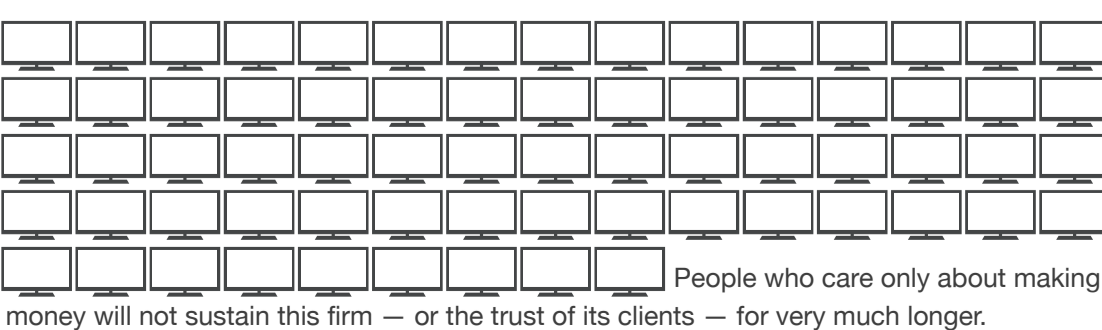 People who care only about making
money will not sustain this firm — or the trust of its clients — for very much longer.